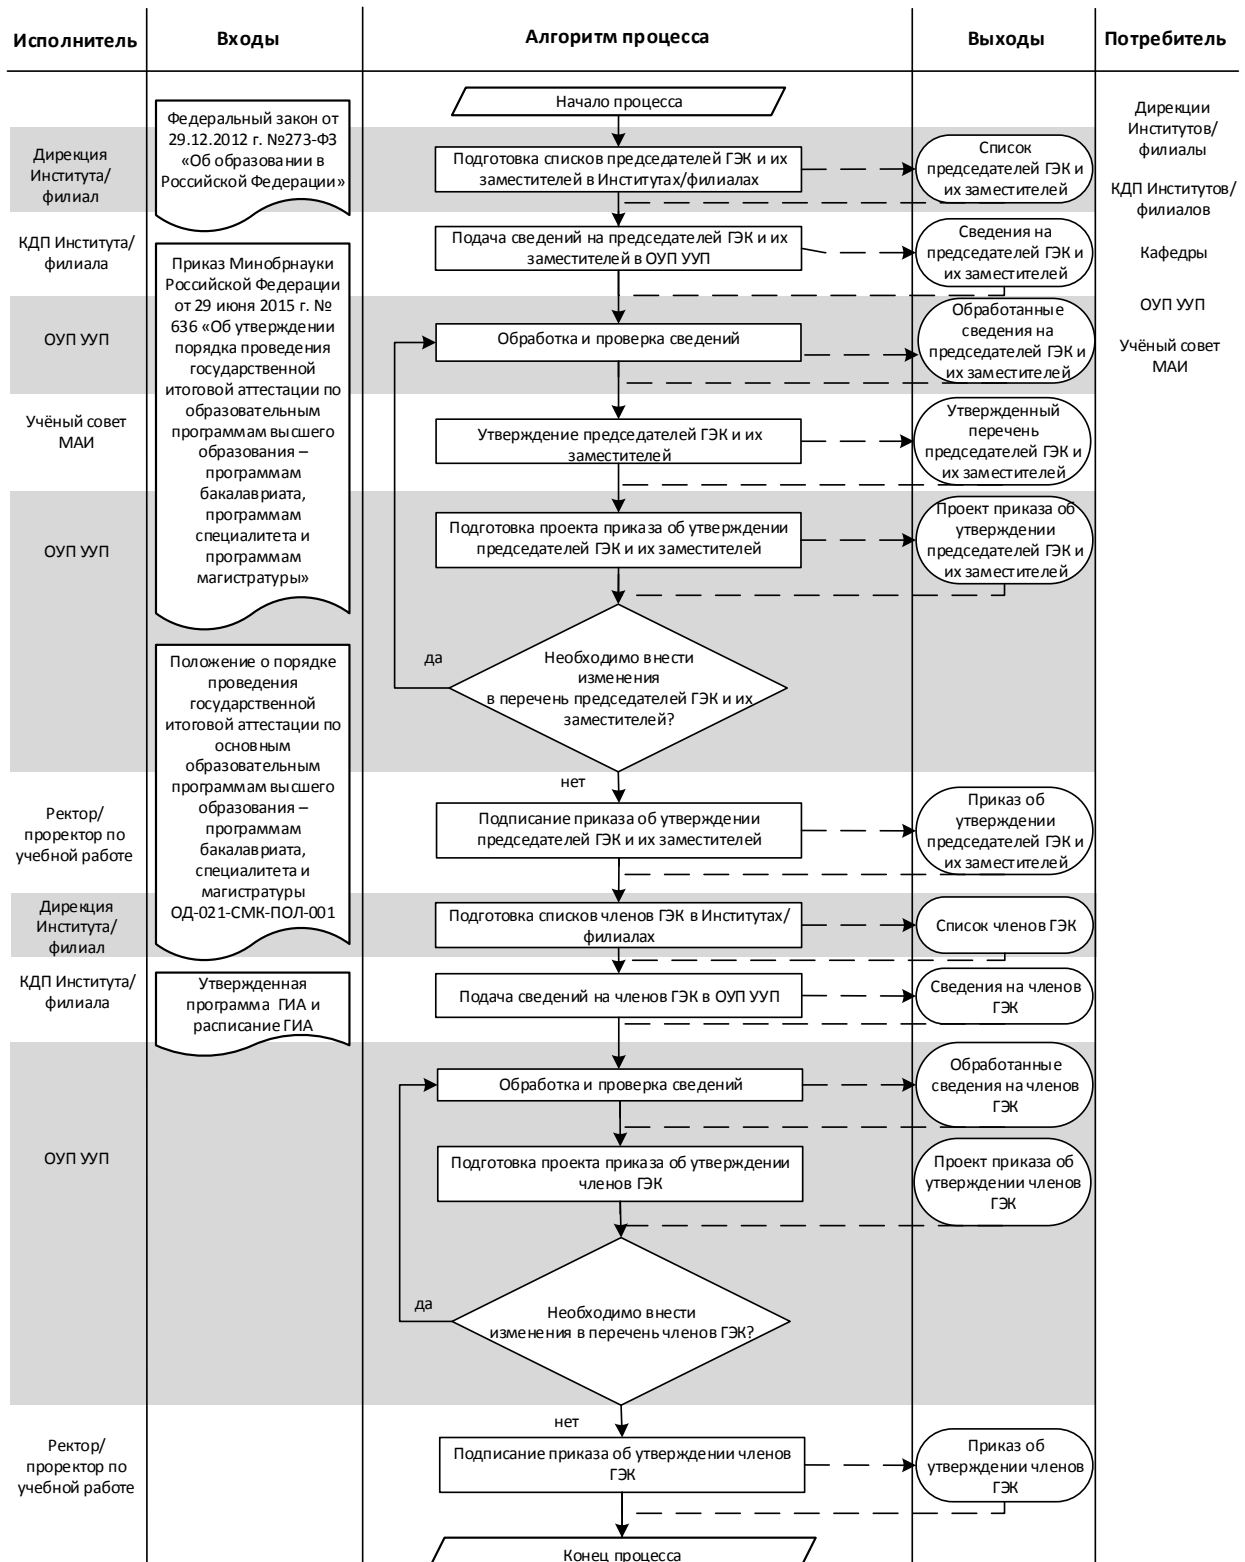 Исполнитель
Входы
Алгоритм процесса
Выходы
Потребитель
Дирекция
Института/
филиал
КДП Института/
филиала
ОУП УУП
Учёный совет
МАИ
ОУП УУП
Ректор/
проректор по
учебной работе
Дирекция
Института/
филиал
КДП Института/
филиала
ОУП УУП
Ректор/
проректор по
учебной работе
Федеральный закон от
29.12.2012 г. №273-ФЗ
«Об образовании в
Российской Федерации»
Приказ Минобрнауки
Российской Федерации
от 29 июня 2015 г. №
636 «Об утверждении
порядка проведения
государственной
итоговой аттестации по
образовательным
программам высшего
образования –
программам
бакалавриата,
программам
специалитета и
программам
магистратуры»
Положение о порядке
проведения
государственной
итоговой аттестации по
основным
образовательным
программам высшего
образования –
программам
бакалавриата,
специалитета и
магистратуры
ОД-021-СМК-ПОЛ-001
Утвержденная
программа ГИА и
расписание ГИА
Начало процесса
Подготовка списков председателей ГЭК и их
заместителей в Институтах/филиалах
Подача сведений на председателей ГЭК и их
заместителей в ОУП УУП
Обработка и проверка сведений
Утверждение председателей ГЭК и их
заместителей
Подготовка проекта приказа об утверждении
председателей ГЭК и их заместителей
да
Необходимо внести
изменения
в перечень председателей ГЭК и их
заместителей?
нет
Подписание приказа об утверждении
председателей ГЭК и их заместителей
Подготовка списков членов ГЭК в Институтах/
филиалах
Подача сведений на членов ГЭК в ОУП УУП
Обработка и проверка сведений
Подготовка проекта приказа об утверждении
членов ГЭК
да
Необходимо внести
изменения в перечень членов ГЭК?
нет
Подписание приказа об утверждении членов
ГЭК
Конец процесса
Список
председателей ГЭК и
их заместителей
Сведения на
председателей ГЭК и
их заместителей
Обработанные
сведения на
председателей ГЭК и
их заместителей
Утвержденный
перечень
председателей ГЭК и
их заместителей
Проект приказа об
утверждении
председателей ГЭК и
их заместителей
Приказ об
утверждении
председателей ГЭК и
их заместителей
Список членов ГЭК
Сведения на членов
ГЭК
Обработанные
сведения на членов
ГЭК
Проект приказа об
утверждении членов
ГЭК
Приказ об
утверждении членов
ГЭК
Дирекции
Институтов/
филиалы
КДП Институтов/
филиалов
Кафедры
ОУП УУП
Учёный совет
МАИ